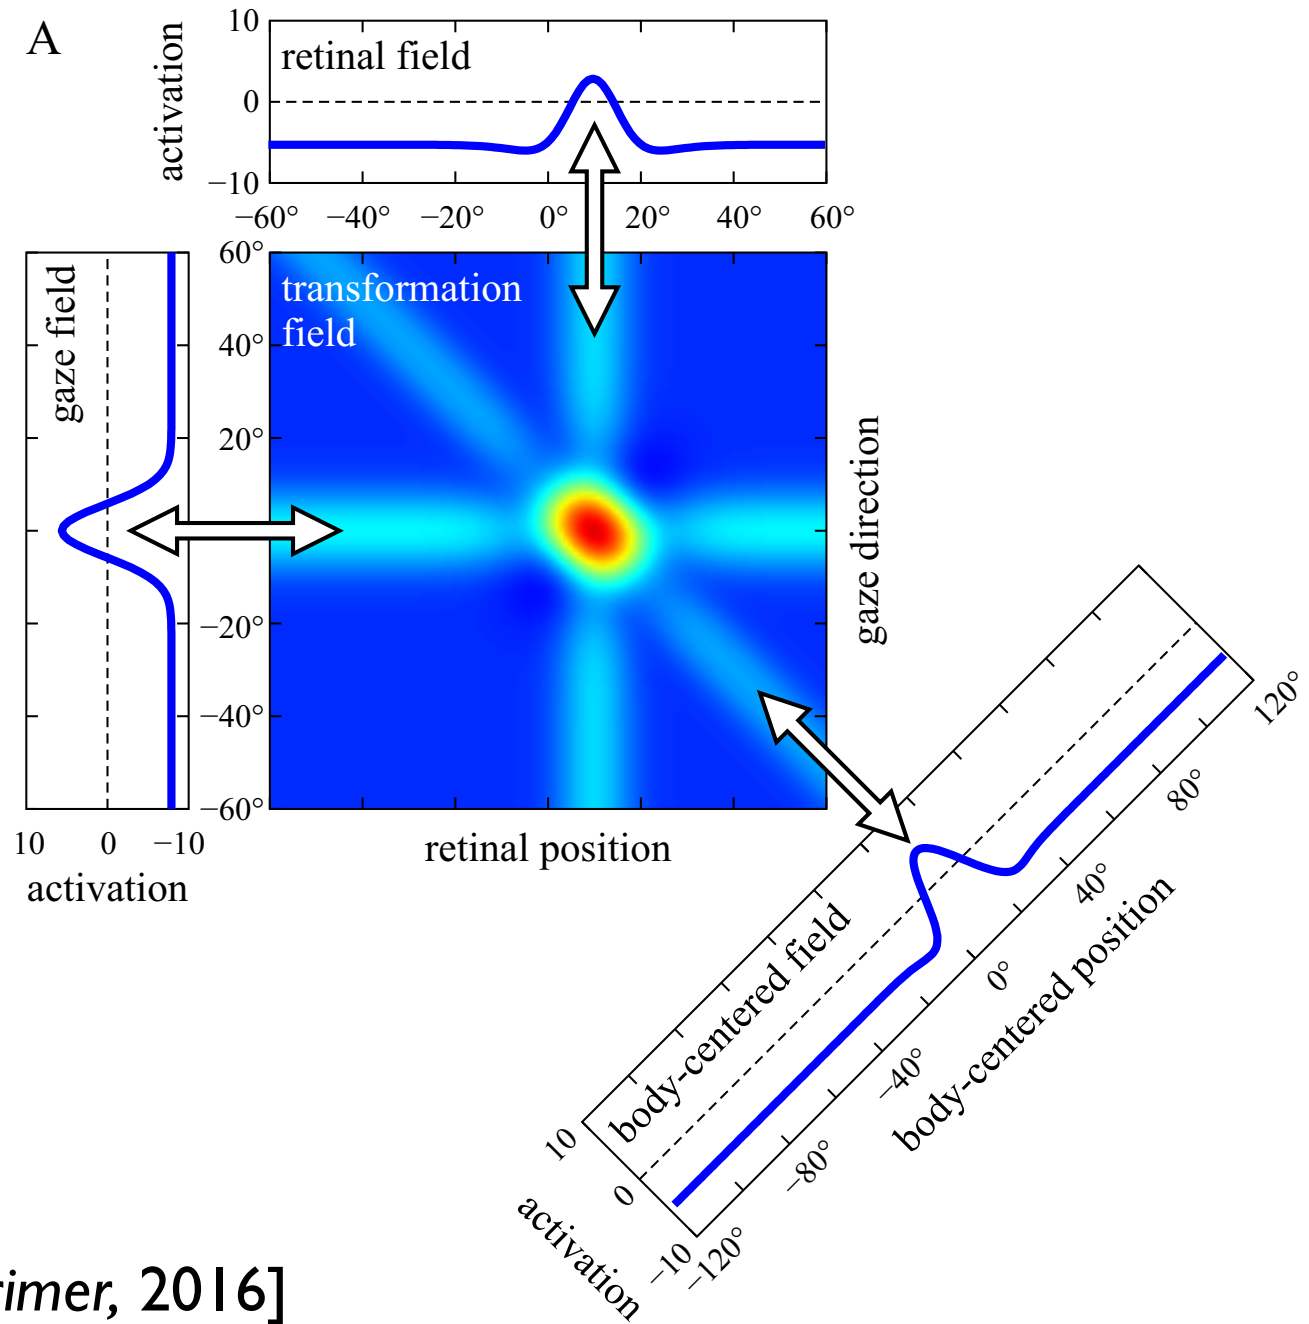 A
activation
10
0
−10
retinal field
−60° −40° −20° 0° 20° 40° 60°
gaze field
10 0 −10
activation
60°
40°
20°
−20°
−40°
−60°
transformation
field
gaze direction
retinal position
body-centered field
10
0
−10
activation
−120°
−80°
−40°
0°
40°
80°
120°
body-centered position
rimer, 2016]